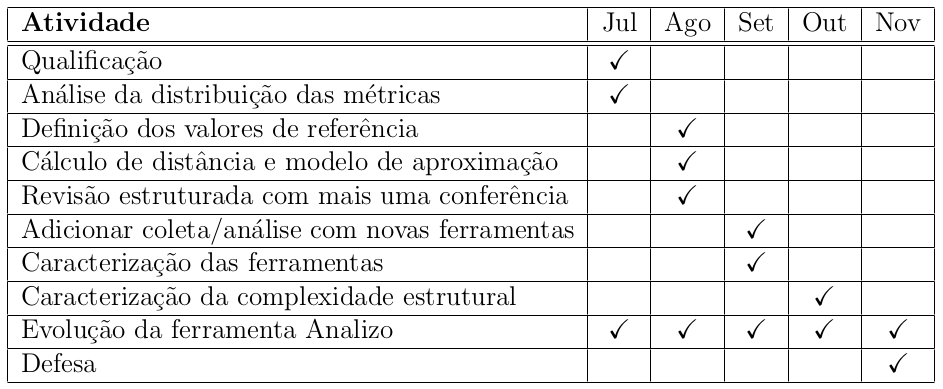 Atividade Jul Ago Set Out Nov
Qualificação ✓
Análise da distribuição das métricas ✓
Definição dos valores de referência ✓
Cálculo de distância e modelo de aproximação ✓
Revisão estruturada com mais uma conferência ✓
Adicionar coleta/análise com novas ferramentas ✓
Caracterização das ferramentas ✓
Caracterização da complexidade estrutural ✓
Evolução da ferramenta Analizo ✓ ✓ ✓ ✓ ✓
Defesa ✓